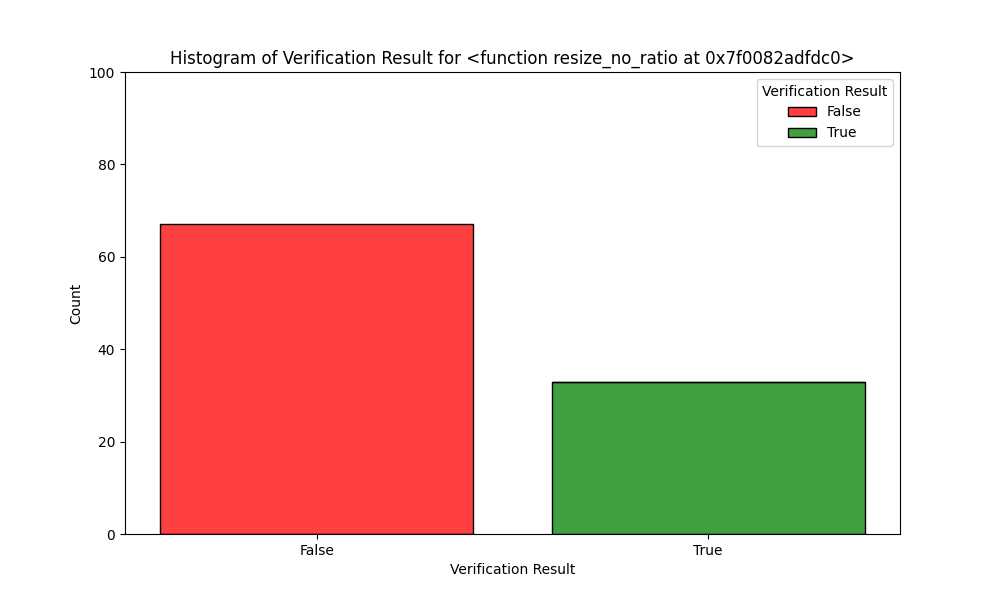 Histogram of Verification Result for <function resize_no_ratio at 0x7f0082adfdc0>
Verification Result
False
True
100
80
60
40
20
0
Count
False
True
Verification Result